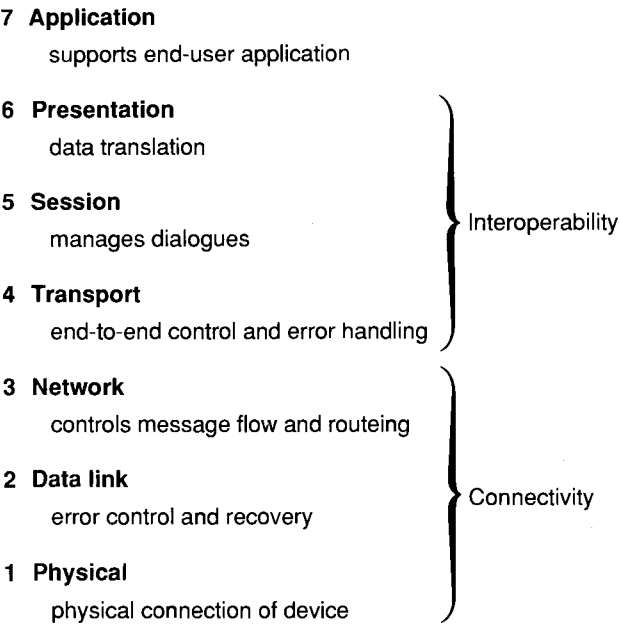 7 Application
supports end-user application
6 Presentation
data translation
5 Session
manages dialogues
Interoperability
4 Transport
end-to-end control and error handling
3 Network
controls message flow and routeing
2 Data link
error control and recovery
Connectivity
1 Physical
physical connection of device